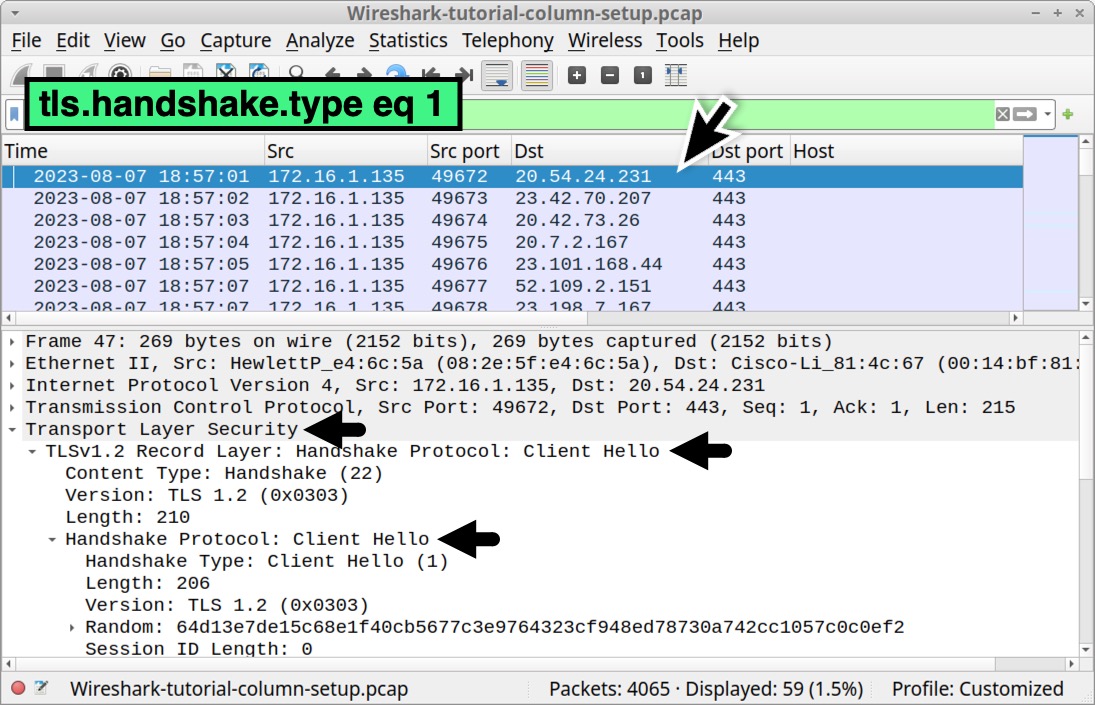 Wireshark-tutorial-column-setup.pcap
File Edit View Go Capture Analyze Statistics Telephony Wireless Tools Help
tls.handshake.type eq 1
Time Src Src port Dst Dst port Host
2023-08-07 18:57:01 172.16.1.135 49672 20.54.24.231 443
2023-08-07 18:57:02 172.16.1.135 49673 23.42.70.207 443
2023-08-07 18:57:03 172.16.1.135 49674 20.42.73.26 443
2023-08-07 18:57:04 172.16.1.135 49675 20.7.2.167 443
2023-08-07 18:57:05 172.16.1.135 49676 23.101.168.44 443
2023-08-07 18:57:07 172.16.1.135 49677 52.109.2.151 443
2023-08-07 18:57:07 172.16.1.135 49678 23.198.7.167 443
Frame 47: 269 bytes on wire (2152 bits), 269 bytes captured (2152 bits)
Ethernet II, Src: HewlettP_e4:6c:5a (08:2e:5f:e4:6c:5a), Dst: Cisco-Li_81:4c:67 (00:14:bf:81:
Internet Protocol Version 4, Src: 172.16.1.135, Dst: 20.54.24.231
Transmission Control Protocol, Src Port: 49672, Dst Port: 443, Seq: 1, Ack: 1, Len: 215
Transport Layer Security
TLSv1.2 Record Layer: Handshake Protocol: Client Hello
Content Type: Handshake (22)
Version: TLS 1.2 (0x0303)
Length: 210
Handshake Protocol: Client Hello
Handshake Type: Client Hello (1)
Length: 206
Version: TLS 1.2 (0x0303)
Random: 64d13e7de15c68e1f40cb5677c3e9764323cf948ed78730a742cc1057c0c0ef2
Session ID Length: 0
Wireshark-tutorial-column-setup.pcap Packets: 4065 · Displayed: 59 (1.5%) Profile: Customized